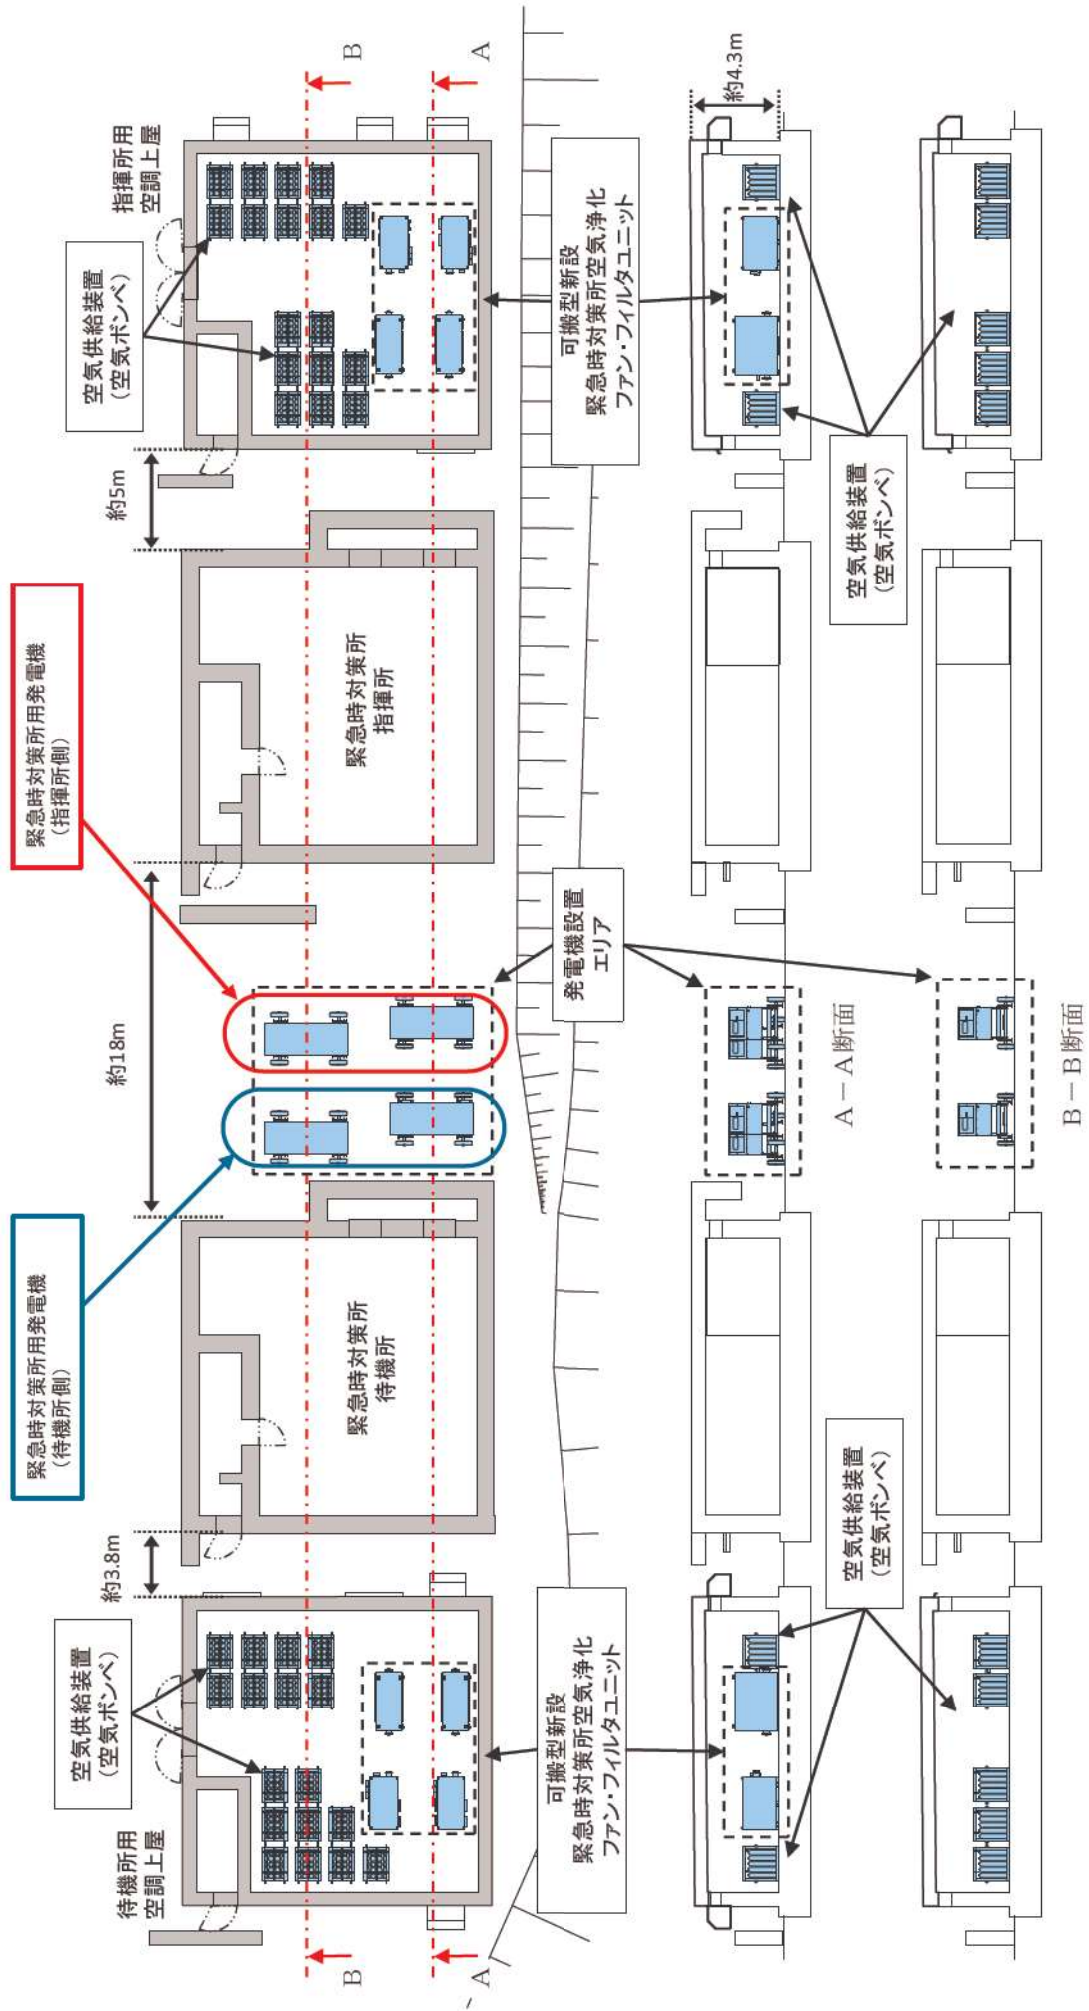 緊急時対策所用発電機
（待機所側）
緊急時対策所用発電機
（指揮所側）
待機所用
空調上屋
空気供給装置
（空気ボンベ）
約3.8m
約18m
約5m
空気供給装置
（空気ボンベ）
指揮所用
空調上屋
緊急時対策所
待機所
緊急時対策所
指揮所
B
B
A
A
可搬型新設
緊急時対策所空気浄化
ファン・フィルタユニット
発電機設置
エリア
可搬型新設
緊急時対策所空気浄化
ファン・フィルタユニット
約4.3m
A－A断面
空気供給装置
（空気ボンベ）
空気供給装置
（空気ボンベ）
B－B断面